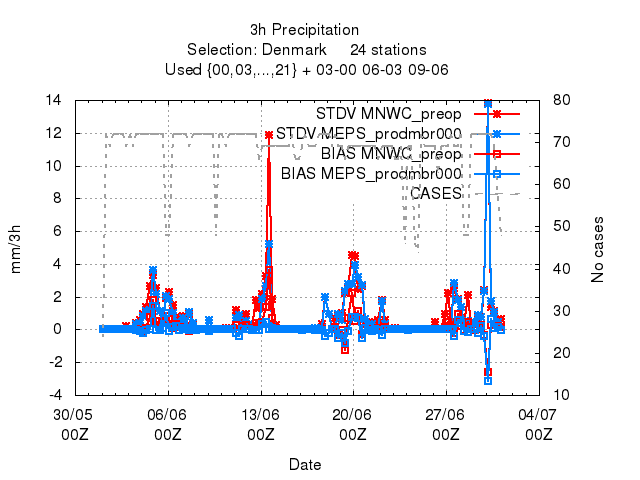 3h Precipitation
Selection: Denmark 24 stations
Used {00,03,...,21} + 03-00 06-03 09-06
STDV MNWC_preop
STDV MEPS_prodmbr000
BIAS MNWC_preop
BIAS MEPS_prodmbr000
CASES
14
12
10
8
6
4
2
0
-2
-4
mm/3h
80
70
60
50
40
30
20
10
No cases
30/05 06/06 13/06 20/06 27/06 04/07
00Z 00Z 00Z 00Z 00Z 00Z
Date